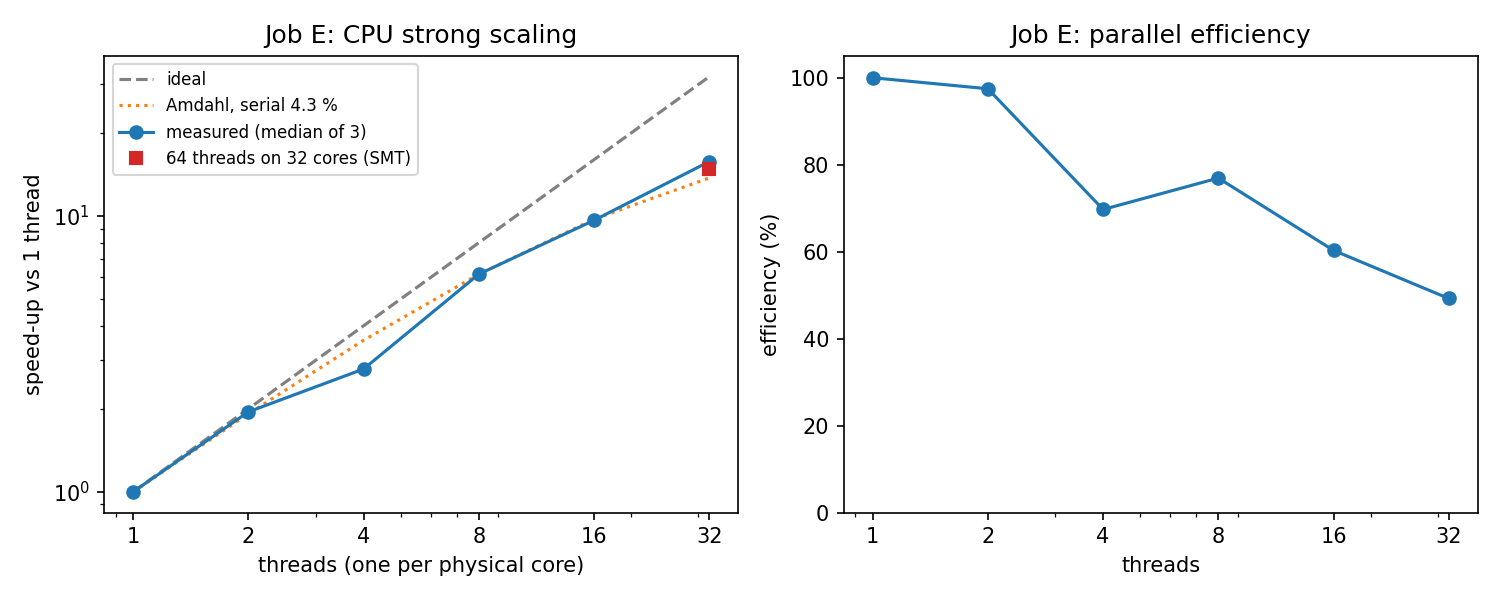 Job E: CPU strong scaling
ideal
Amdahl, serial 4.3 %
measured (median of 3)
64 threads on 32 cores (SMT)
speed-up vs 1 thread
10¹
10⁰
1 2 4 8 16 32
threads (one per physical core)
Job E: parallel efficiency
efficiency (%)
100
80
60
40
20
0
1 2 4 8 16 32
threads